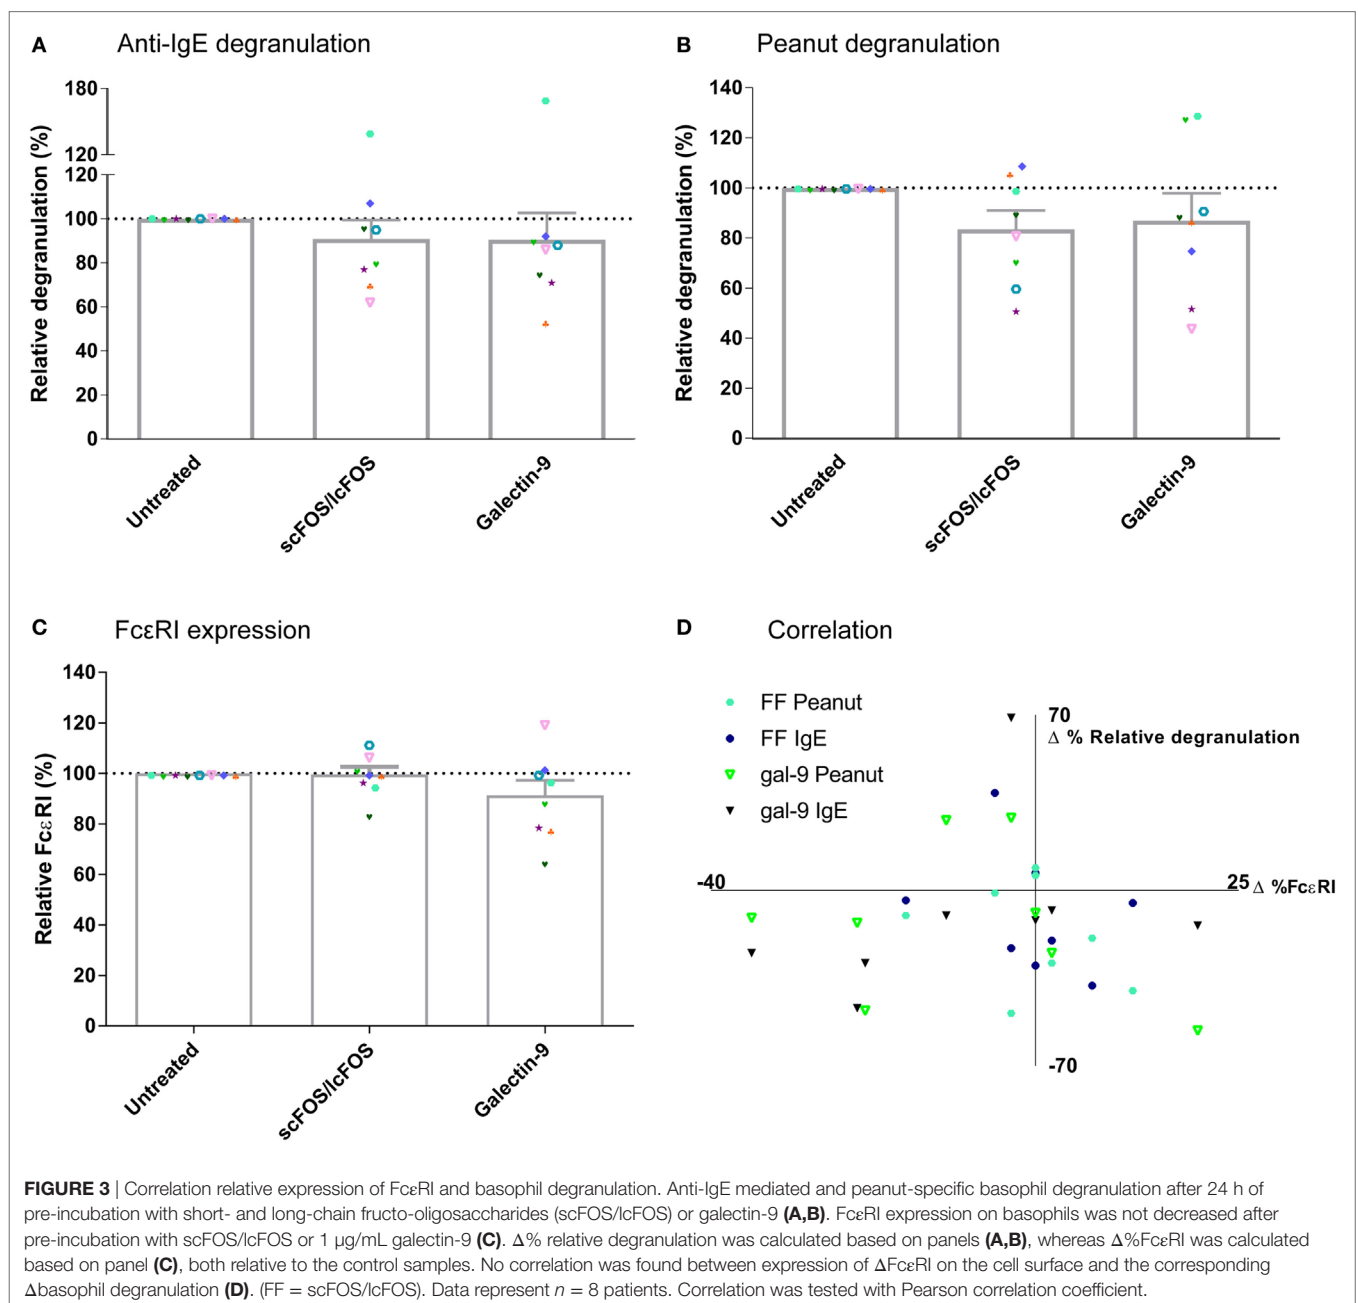 A Anti-IgE degranulation
180
120
120
100
80
60
40
20
0
Relative degranulation (%)
Untreated
scFOS/lcFOS
Galectin-9
B Peanut degranulation
140
120
100
80
60
40
20
0
Relative degranulation (%)
Untreated
scFOS/lcFOS
Galectin-9
C FcεRI expression
140
120
100
80
60
40
20
0
Relative FcεRI (%)
Untreated
scFOS/lcFOS
Galectin-9
D Correlation
FF Peanut
FF IgE
gal-9 Peanut
gal-9 IgE
70
Δ % Relative degranulation
-40
25 Δ %FcεRI
-70
FIGURE 3 | Correlation relative expression of FcεRI and basophil degranulation. Anti-IgE mediated and peanut-specific basophil degranulation after 24 h of
pre-incubation with short- and long-chain fructo-oligosaccharides (scFOS/lcFOS) or galectin-9 (A,B). FcεRI expression on basophils was not decreased after
pre-incubation with scFOS/lcFOS or 1 μg/mL galectin-9 (C). Δ% relative degranulation was calculated based on panels (A,B), whereas Δ%FcεRI was calculated
based on panel (C), both relative to the control samples. No correlation was found between expression of ΔFcεRI on the cell surface and the corresponding
Δbasophil degranulation (D). (FF = scFOS/lcFOS). Data represent n = 8 patients. Correlation was tested with Pearson correlation coefficient.